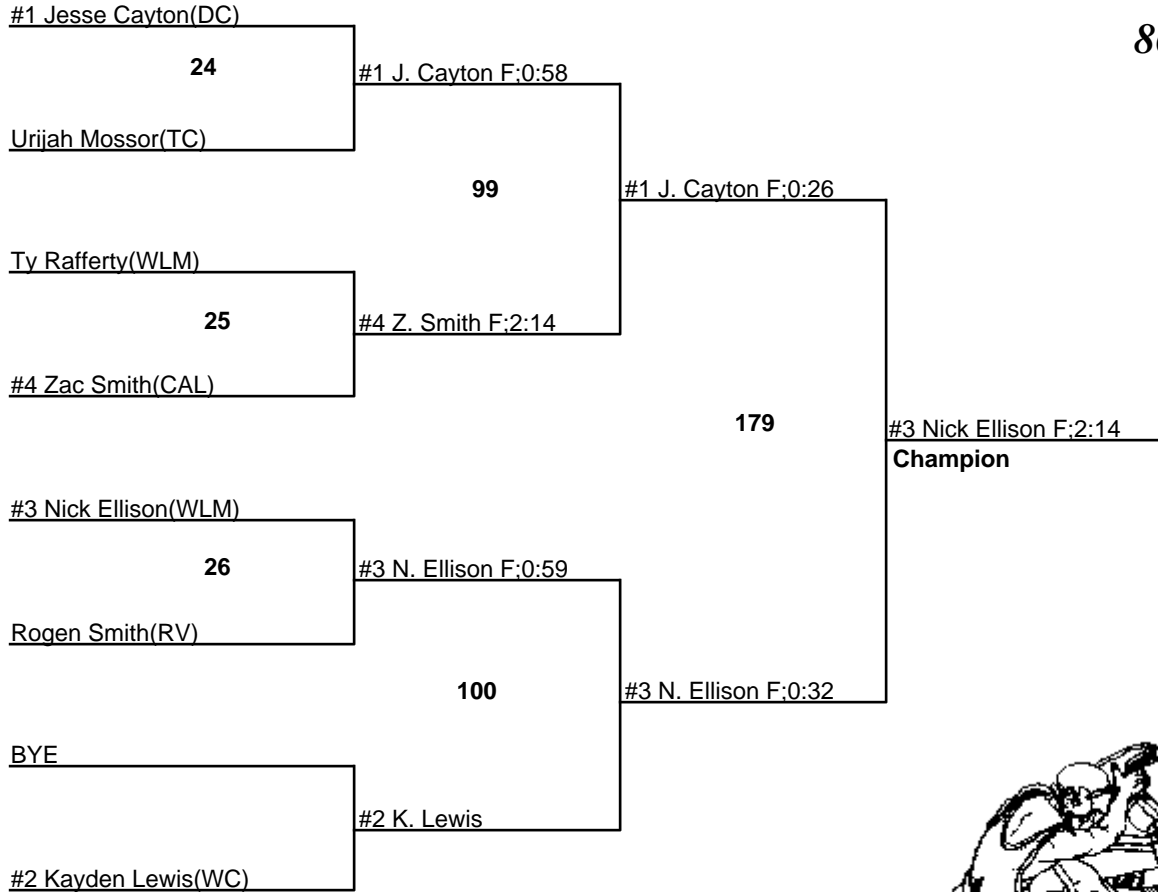 #1 Jesse Cayton(DC)
24
#1 J. Cayton F;0:58
Urijah Mossor(TC)
99
#1 J. Cayton F;0:26
Ty Rafferty(WLM)
25
#4 Z. Smith F;2:14
#4 Zac Smith(CAL)
179
#3 Nick Ellison F;2:14
Champion
#3 Nick Ellison(WLM)
26
#3 N. Ellison F;0:59
Rogen Smith(RV)
100
#3 N. Ellison F;0:32
BYE
#2 K. Lewis
#2 Kayden Lewis(WC)